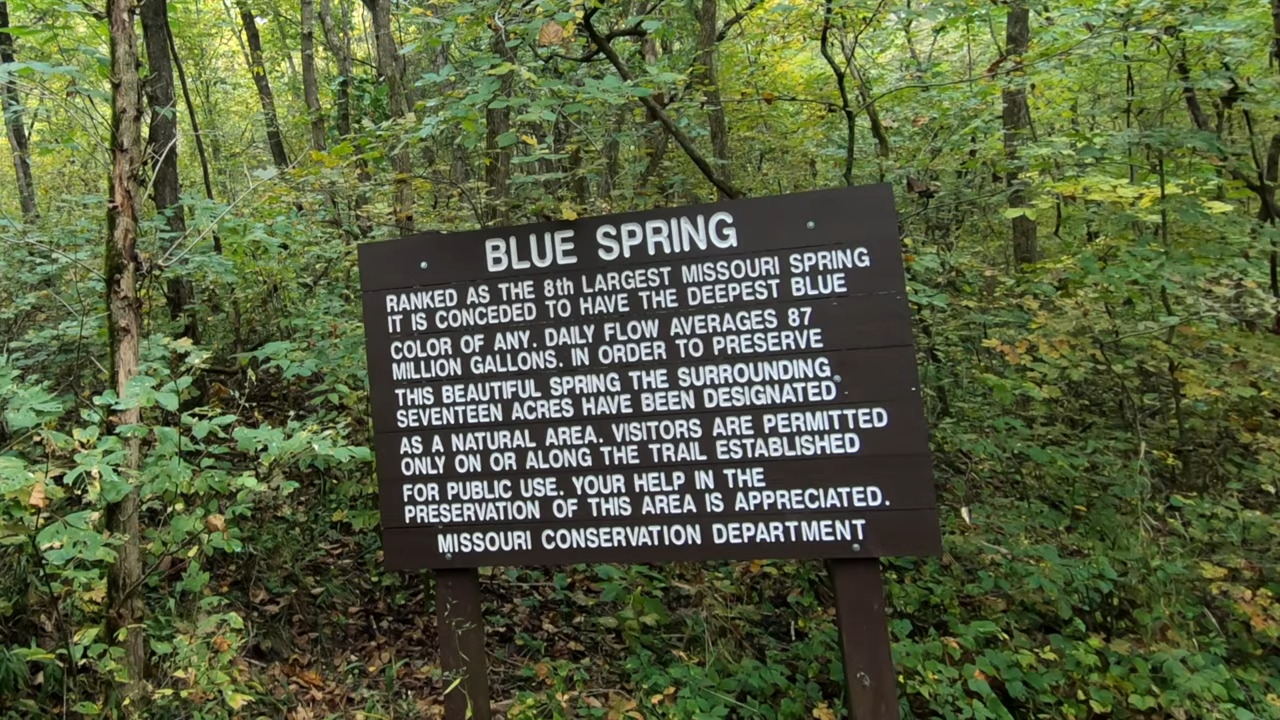 BLUE SPRING
RANKED AS THE 8th LARGEST MISSOURI SPRING
IT IS CONCEDED TO HAVE THE DEEPEST BLUE
COLOR OF ANY. DAILY FLOW AVERAGES 87
MILLION GALLONS. IN ORDER TO PRESERVE
THIS BEAUTIFUL SPRING THE SURROUNDING
SEVENTEEN ACRES HAVE BEEN DESIGNATED
AS A NATURAL AREA. VISITORS ARE PERMITTED
ONLY ON OR ALONG THE TRAIL ESTABLISHED
FOR PUBLIC USE. YOUR HELP IN THE
PRESERVATION OF THIS AREA IS APPRECIATED.
MISSOURI CONSERVATION DEPARTMENT